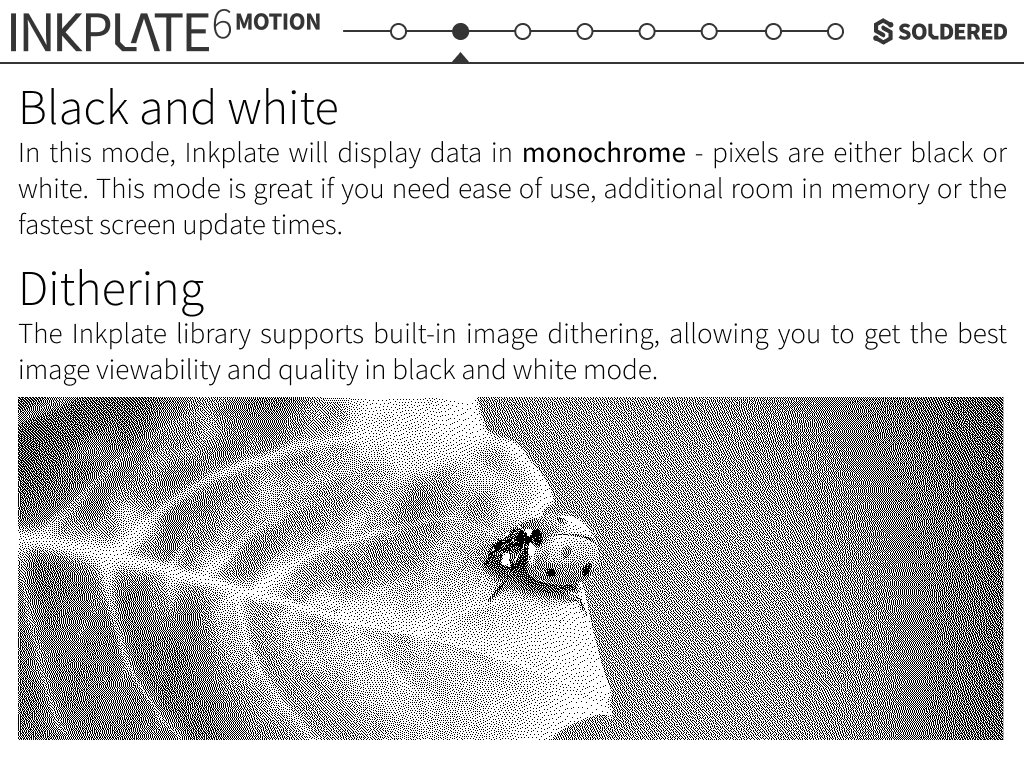 INKPLATE6MOTION
SOLDERED
Black and white
In this mode, Inkplate will display data in monochrome - pixels are either black or
white. This mode is great if you need ease of use, additional room in memory or the
fastest screen update times.
Dithering
The Inkplate library supports built-in image dithering, allowing you to get the best
image viewability and quality in black and white mode.